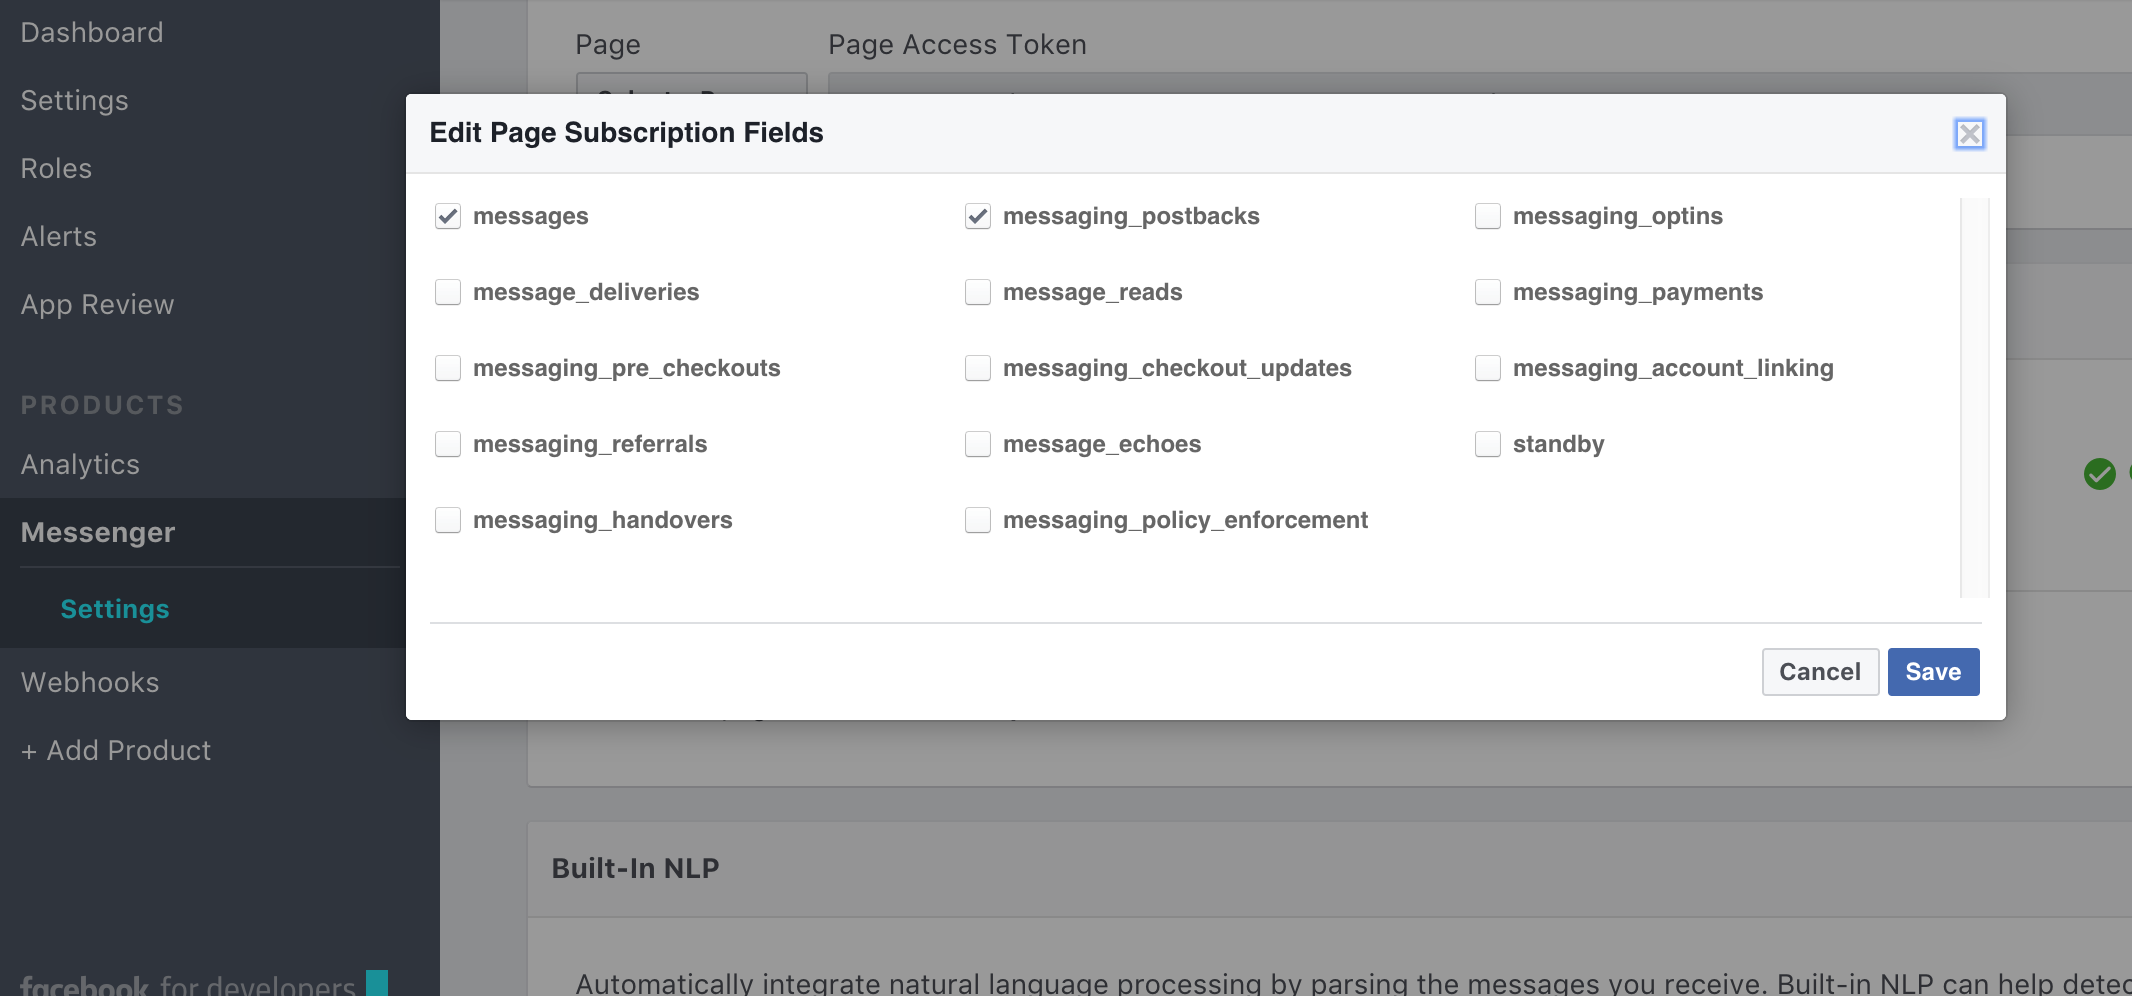 Dashboard
Settings
Roles
Alerts
App Review
PRODUCTS
Analytics
Messenger
Settings
Webhooks
+ Add Product
facebook for developers
Page
Page Access Token
Edit Page Subscription Fields
messages
messaging_postbacks
messaging_optins
message_deliveries
message_reads
messaging_payments
messaging_pre_checkouts
messaging_checkout_updates
messaging_account_linking
messaging_referrals
message_echoes
standby
messaging_handovers
messaging_policy_enforcement
Cancel
Save
Built-In NLP
Automatically integrate natural language processing by parsing the messages you receive. Built-in NLP can help detec